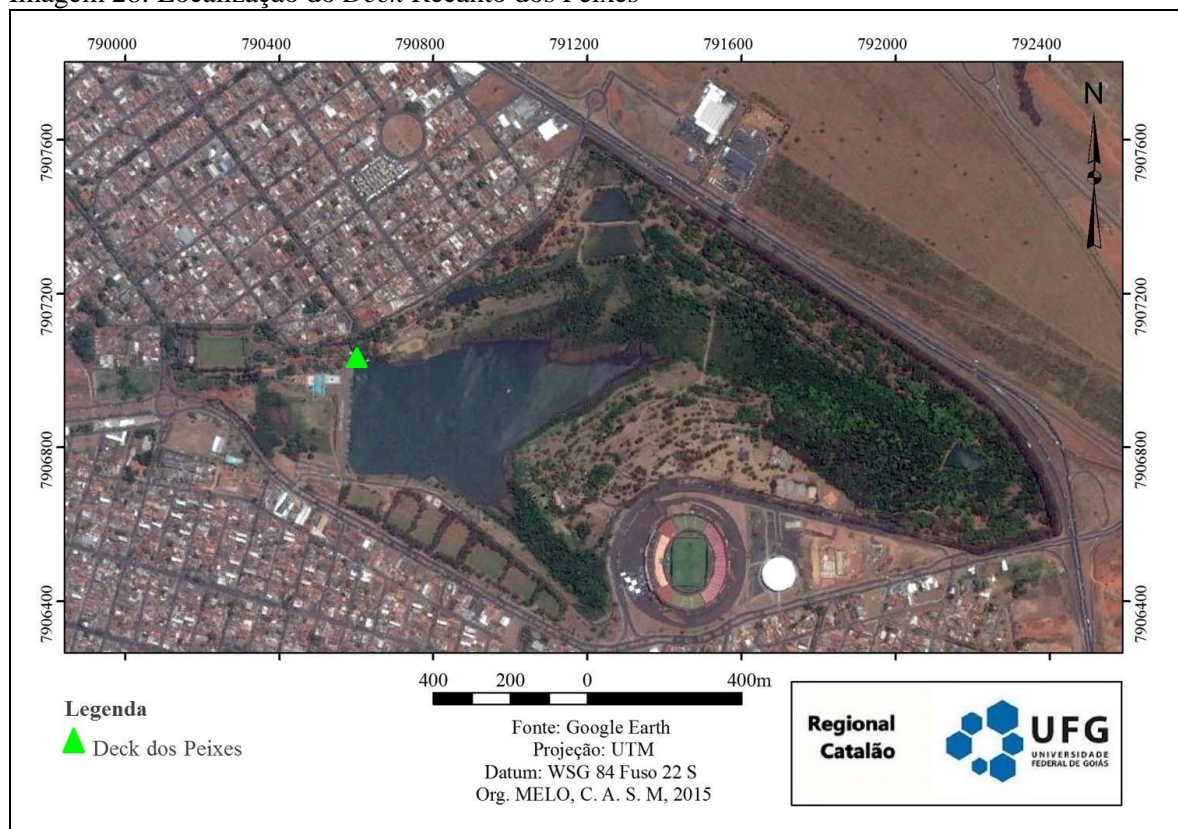 Imagem 28: Localização do Deck Recanto dos Peixes
790000 790400 790800 791200 791600 792000 792400
N
7907600 7907600
7907200 7907200
7906800 7906800
7906400 7906400
400 200 0 400m
Legenda
Deck dos Peixes
Fonte: Google Earth
Projeção: UTM
Datum: WSG 84 Fuso 22 S
Org. MELO, C. A. S. M, 2015
Regional
Catalão
UFG
UNIVERSIDADE
FEDERAL DE GOIÁS